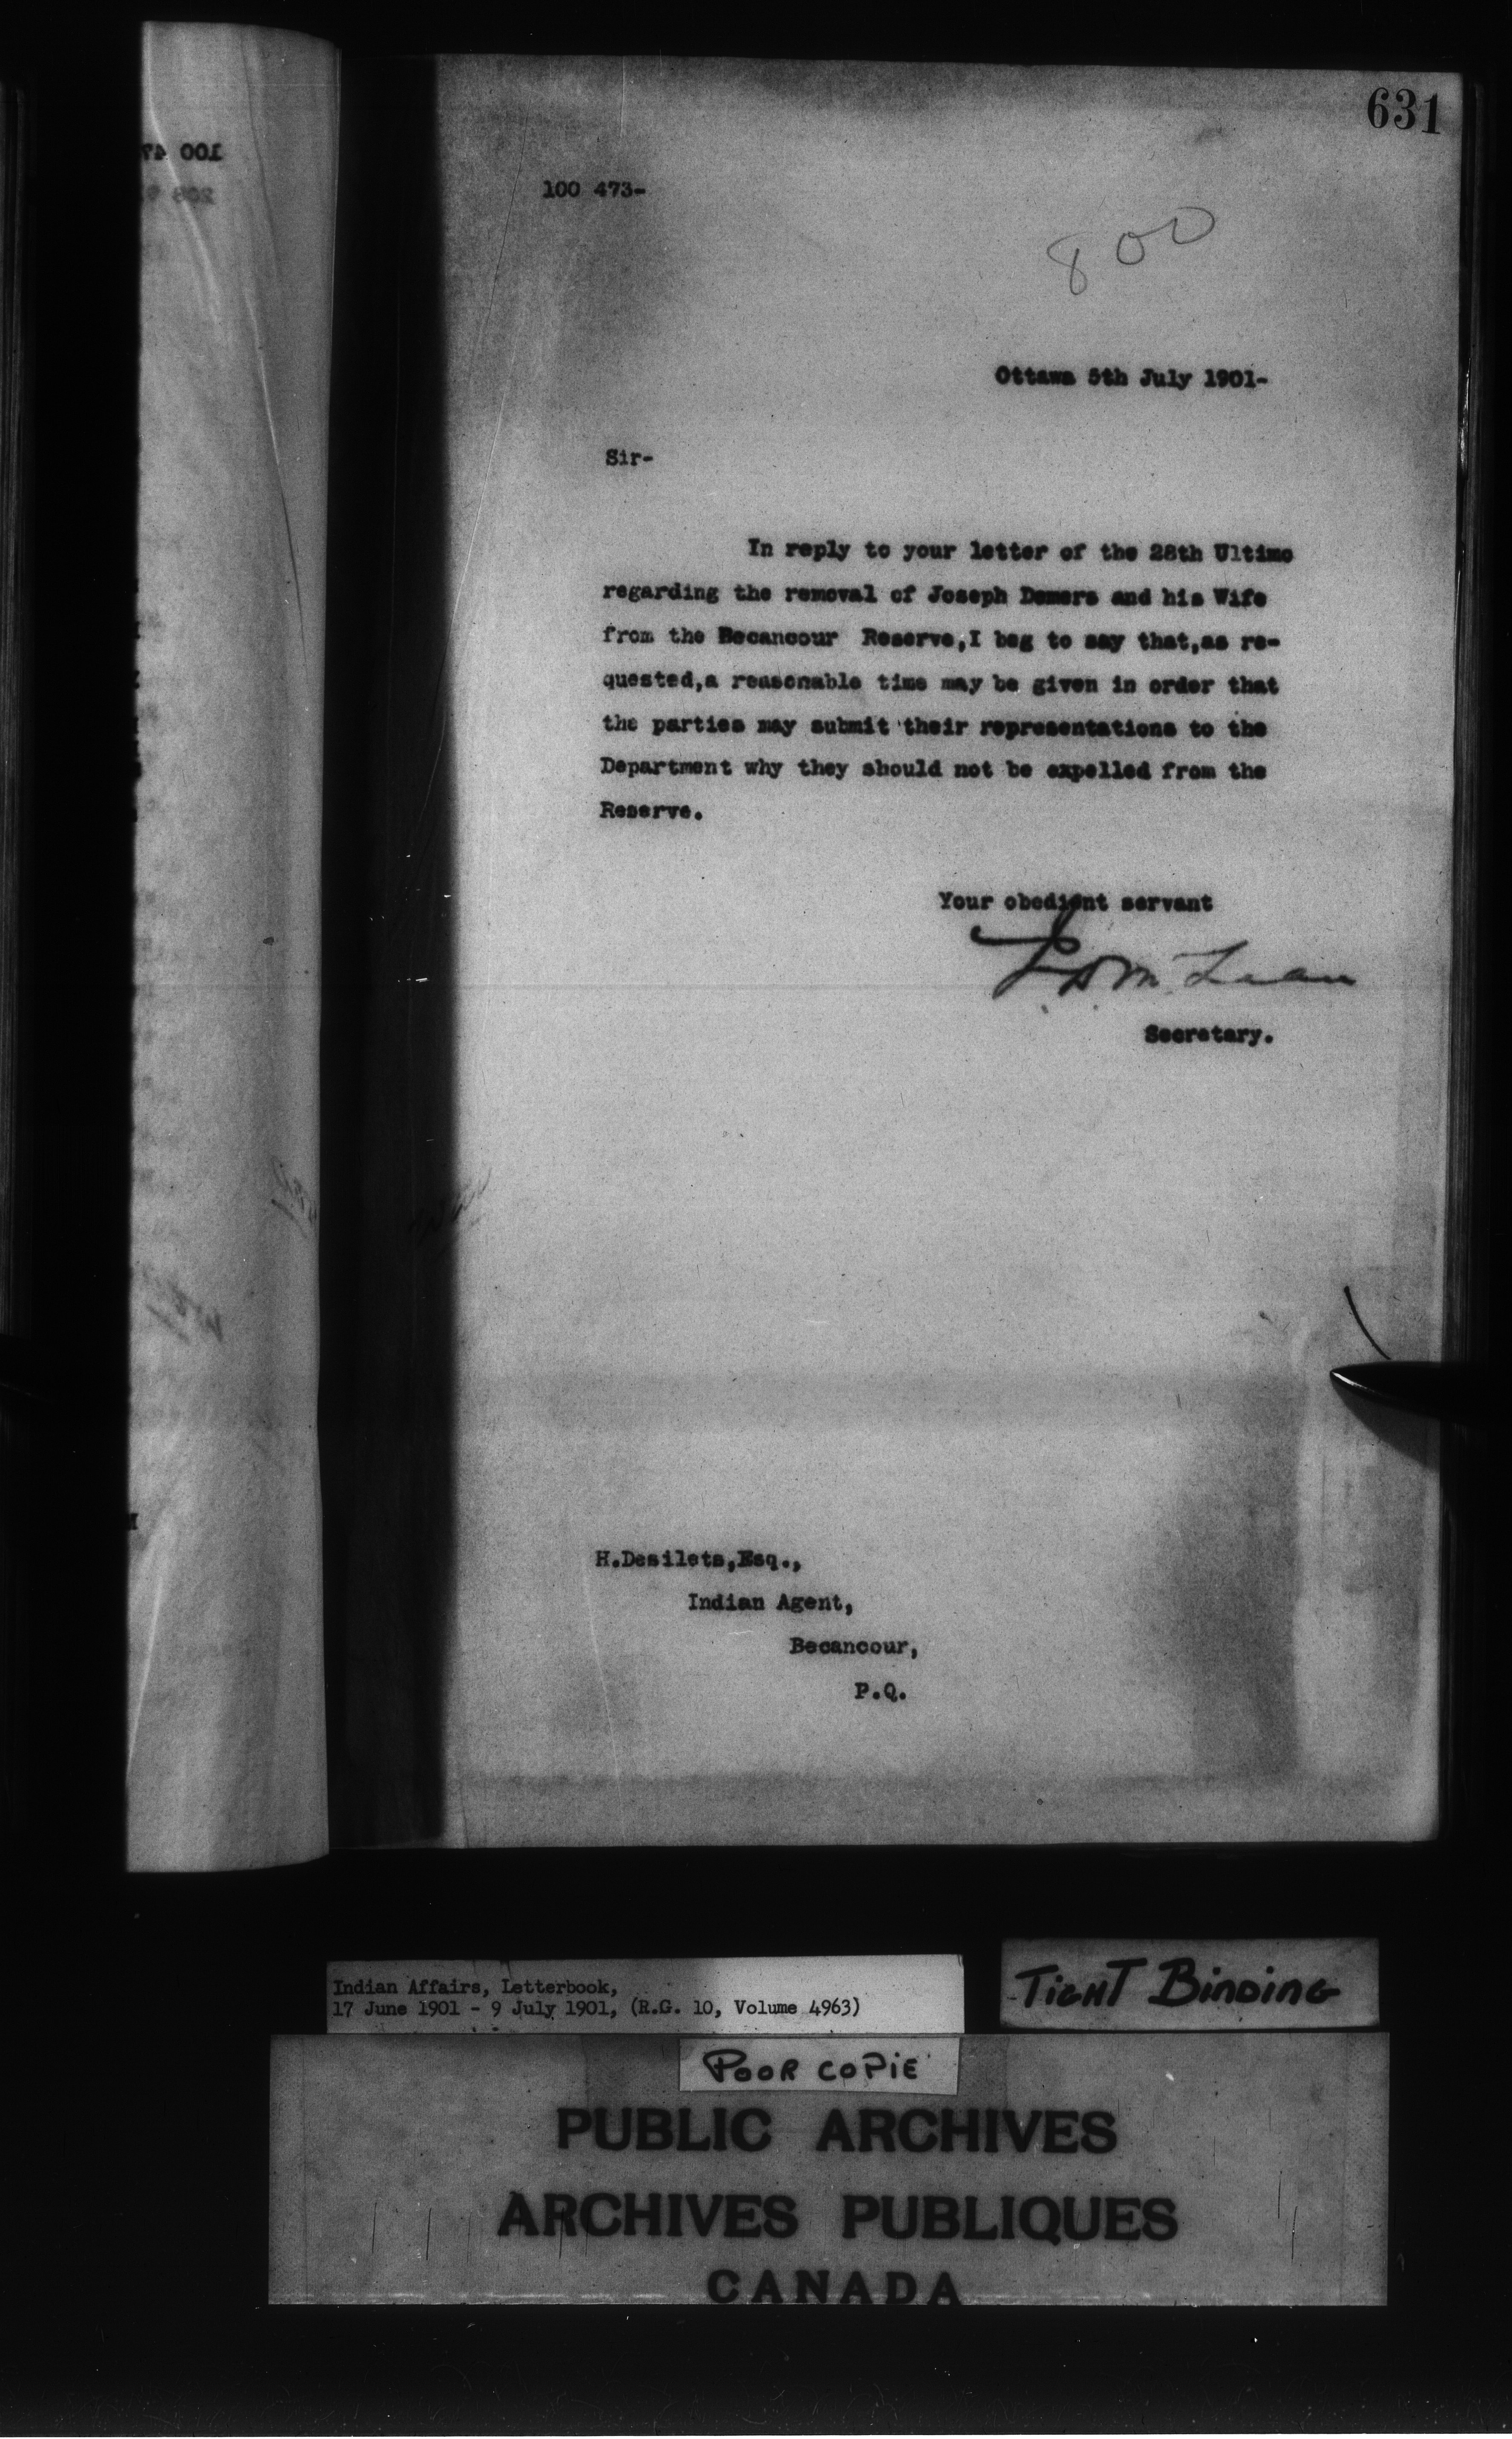 631
100 473-
800
Ottawa 5th July 1901-
Sir-
In reply to your letter of the 28th Ultimo
regarding the removal of Joseph Demers and his Wife
from the Becancour Reserve,I beg to say that,as re-
quested,a reasonable time may be given in order that
the parties may submit their representations to the
Department why they should not be expelled from the
Reserve.
Your obedient servant
J.D. McLean
Secretary.
H.Desilets,Esq.,
Indian Agent,
Becancour,
P.Q.
Indian Affairs, Letterbook,
17 June 1901 - 9 July 1901, (R.G. 10, Volume 4963)
TIGHT BINDING
POOR COPIE
PUBLIC ARCHIVES
ARCHIVES PUBLIQUES
CANADA